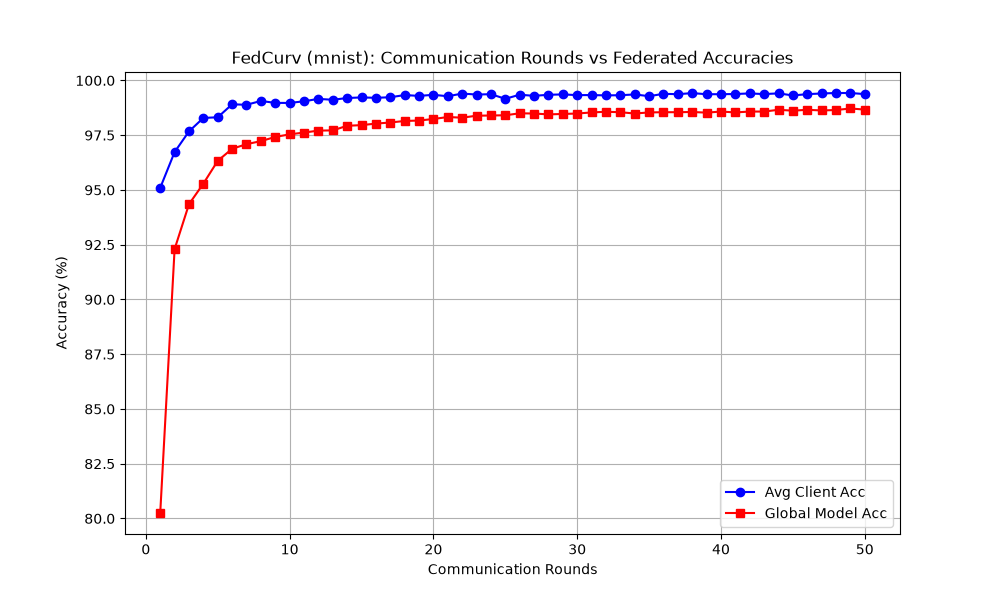 FedCurv (mnist): Communication Rounds vs Federated Accuracies
100.0
97.5
95.0
92.5
90.0
87.5
85.0
82.5
80.0
Accuracy (%)
0 10 20 30 40 50
Communication Rounds
Avg Client Acc
Global Model Acc